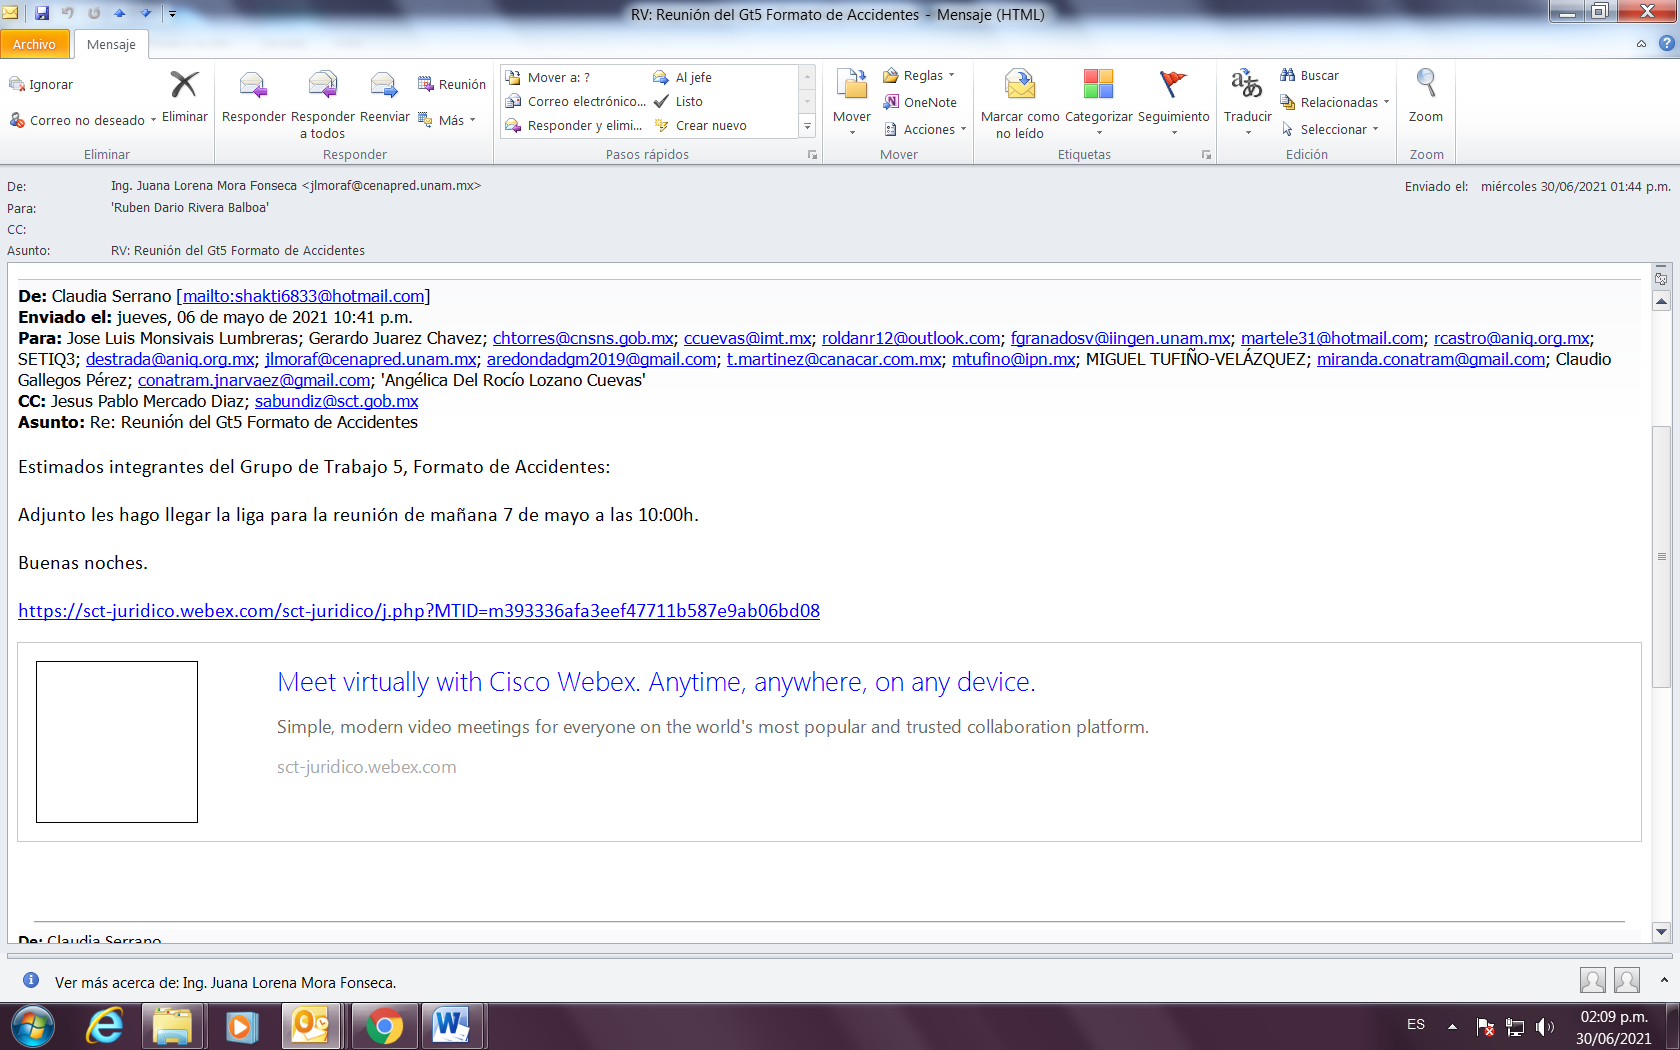 RV: Reunión del Gt5 Formato de Accidentes - Mensaje (HTML)
Archivo
Mensaje
Ignorar
Correo no deseado
Eliminar
Eliminar
Responder
Responder a todos
Reenviar
Reunión
Más
Responder
Mover a: ?
Correo electrónico...
Responder y elimi...
Al jefe
Listo
Crear nuevo
Pasos rápidos
Mover
Reglas
OneNote
Acciones
Mover
Marcar como no leído
Categorizar
Seguimiento
Etiquetas
Traducir
Buscar
Relacionadas
Seleccionar
Edición
Zoom
Zoom
De: Ing. Juana Lorena Mora Fonseca <jlmoraf@cenapred.unam.mx>
Enviado el: miércoles 30/06/2021 01:44 p.m.
Para: 'Ruben Dario Rivera Balboa'
CC:
Asunto: RV: Reunión del Gt5 Formato de Accidentes
De: Claudia Serrano [mailto:shakti6833@hotmail.com]
Enviado el: jueves, 06 de mayo de 2021 10:41 p.m.
Para: Jose Luis Monsivais Lumbreras; Gerardo Juarez Chavez; chtorres@cnsns.gob.mx; ccuevas@imt.mx; roldanr12@outlook.com; fgranadosv@iingen.unam.mx; martele31@hotmail.com; rcastro@aniq.org.mx;
SETIQ3; destrada@aniq.org.mx; jlmoraf@cenapred.unam.mx; aredondadgm2019@gmail.com; t.martinez@canacar.com.mx; mtufino@ipn.mx; MIGUEL TUFIÑO-VELÁZQUEZ; miranda.conatram@gmail.com; Claudio
Gallegos Pérez; conatram.jnarvaez@gmail.com; 'Angélica Del Rocío Lozano Cuevas'
CC: Jesus Pablo Mercado Diaz; sabundiz@sct.gob.mx
Asunto: Re: Reunión del Gt5 Formato de Accidentes
Estimados integrantes del Grupo de Trabajo 5, Formato de Accidentes:
Adjunto les hago llegar la liga para la reunión de mañana 7 de mayo a las 10:00h.
Buenas noches.
https://sct-juridico.webex.com/sct-juridico/j.php?MTID=m393336afa3eef47711b587e9ab06bd08
Meet virtually with Cisco Webex. Anytime, anywhere, on any device.
Simple, modern video meetings for everyone on the world's most popular and trusted collaboration platform.
sct-juridico.webex.com
De: Claudia Serrano
Ver más acerca de: Ing. Juana Lorena Mora Fonseca.
ES
02:09 p.m.
30/06/2021